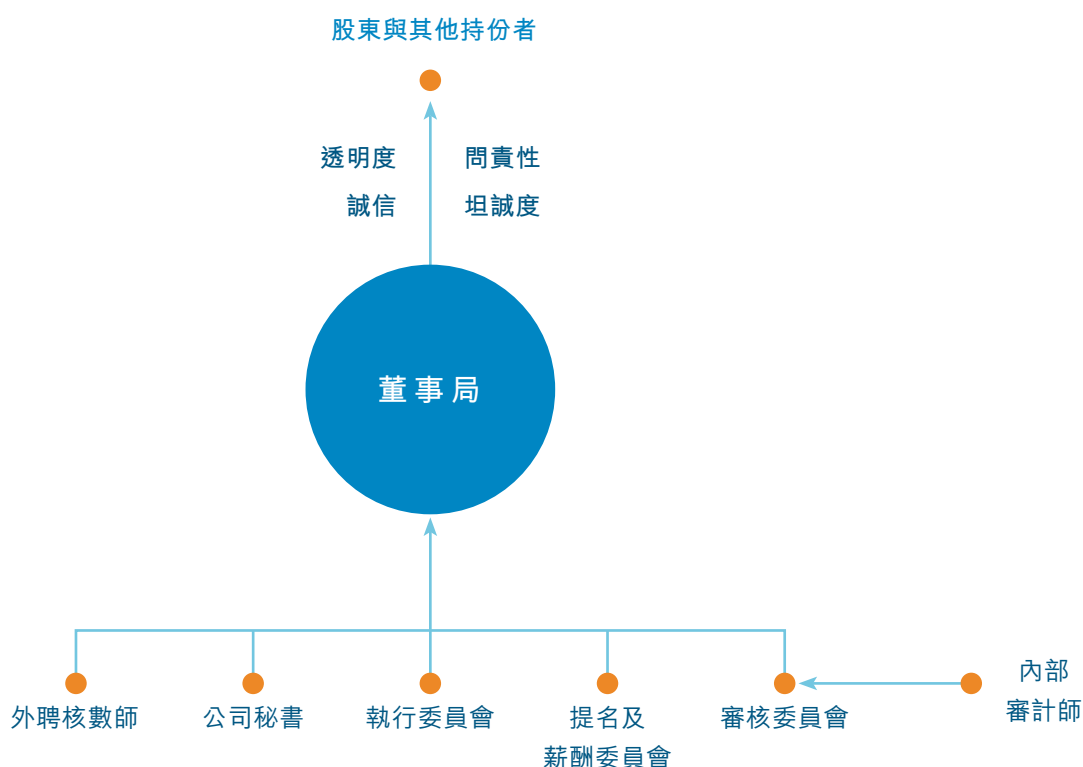 股東與其他持份者
透明度 問責性
誠信 坦誠度
董事局
外聘核數師 公司秘書 執行委員會 提名及 審核委員會 內部
薪酬委員會 審計師